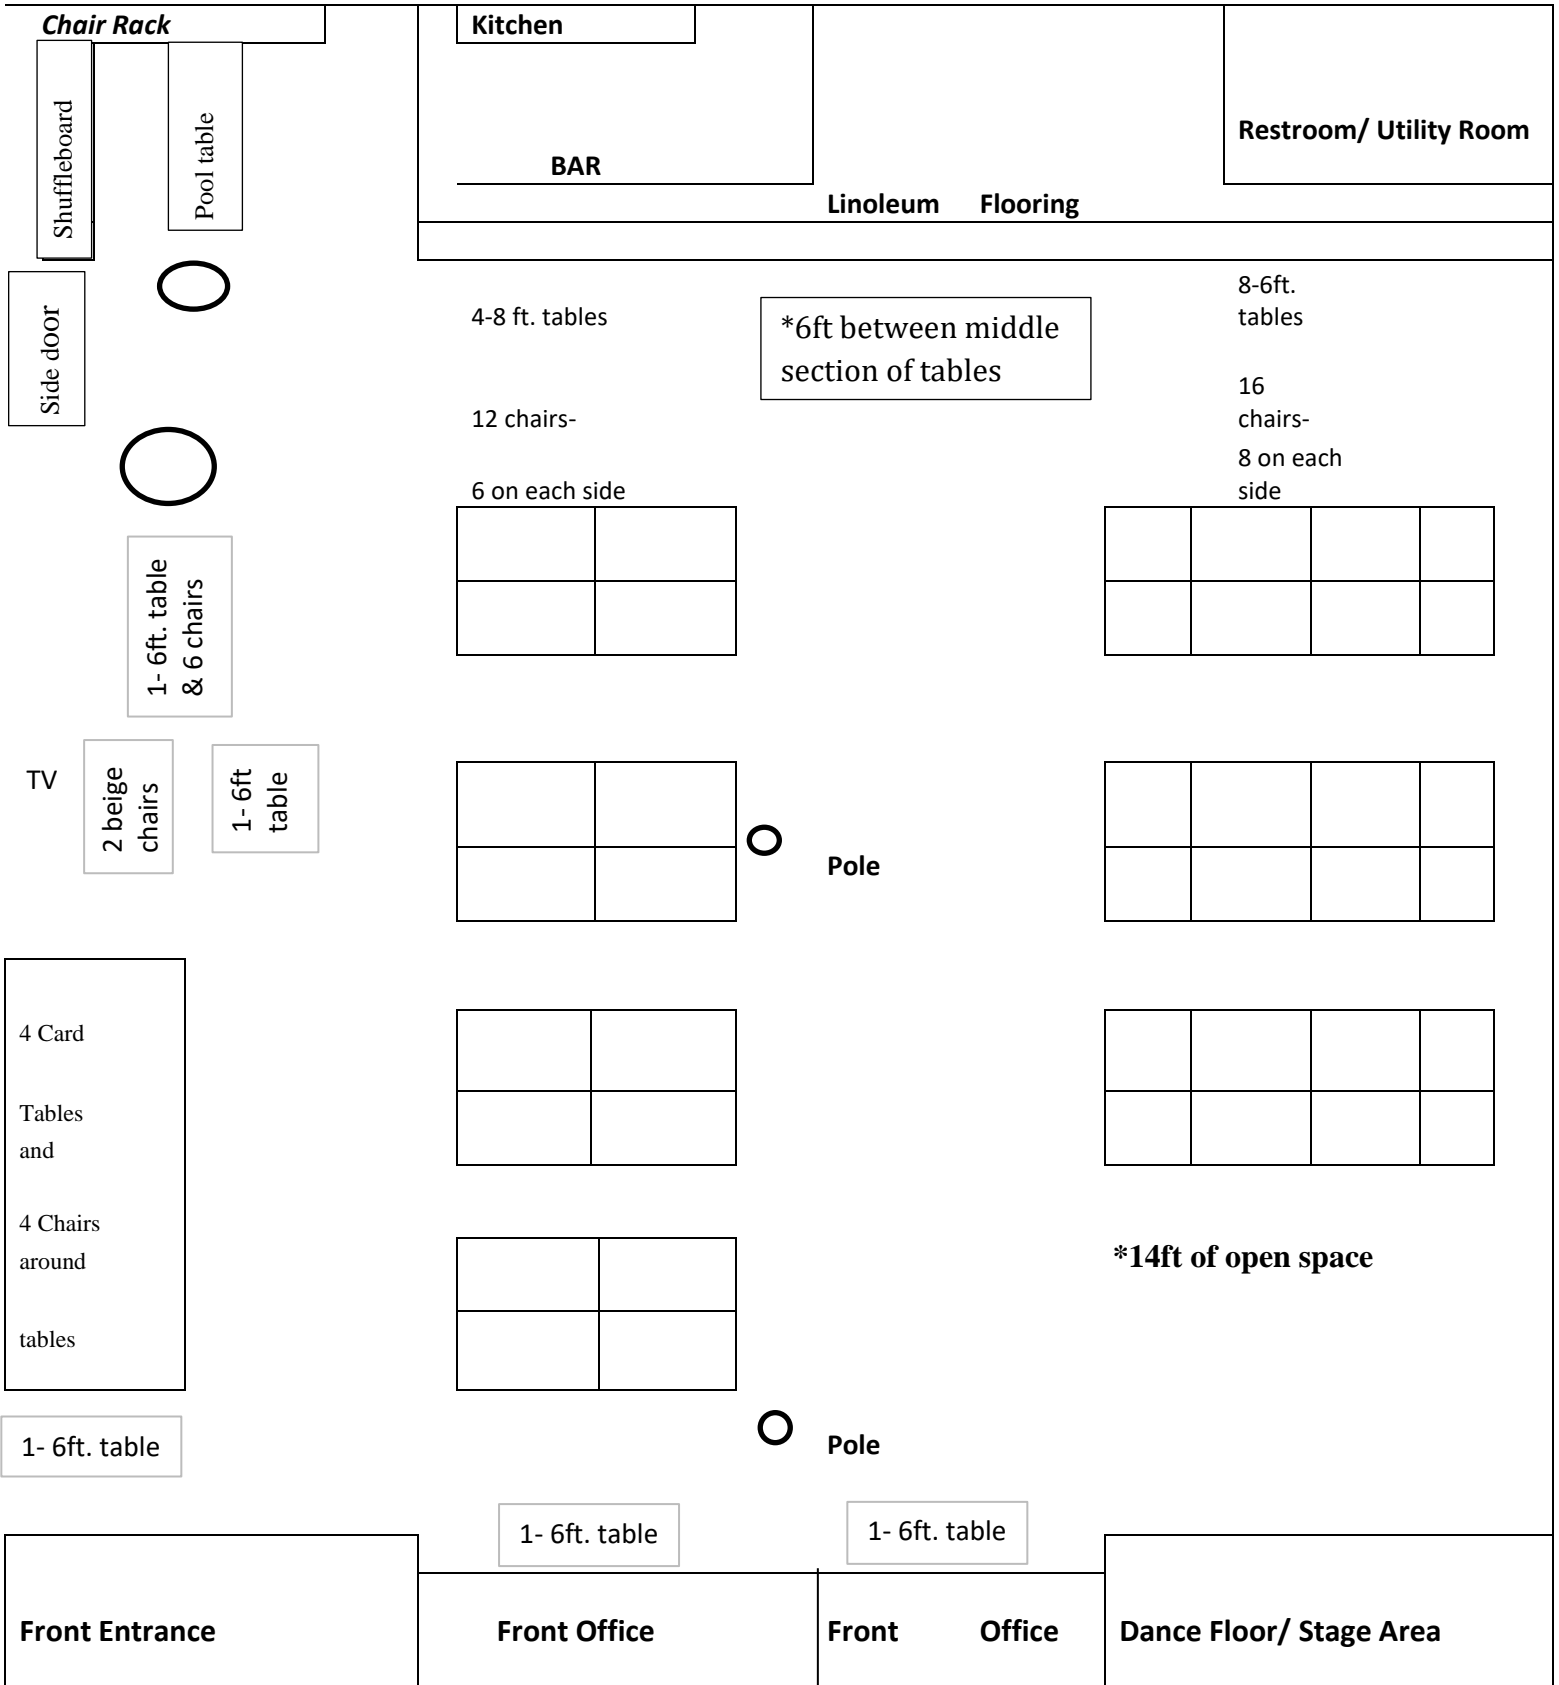 Chair Rack
Kitchen
Shuffleboard
Pool table
Restroom/ Utility Room
BAR
Linoleum Flooring
Side door
4-8 ft. tables
12 chairs-
6 on each side
*6ft between middle
section of tables
8-6ft.
tables
16
chairs-
8 on each
side
1- 6ft. table
& 6 chairs
TV
2 beige
chairs
1- 6ft
table
Pole
4 Card
Tables
and
4 Chairs
around
tables
*14ft of open space
1- 6ft. table
Pole
1- 6ft. table
1- 6ft. table
Front Entrance
Front Office
Front Office
Dance Floor/ Stage Area